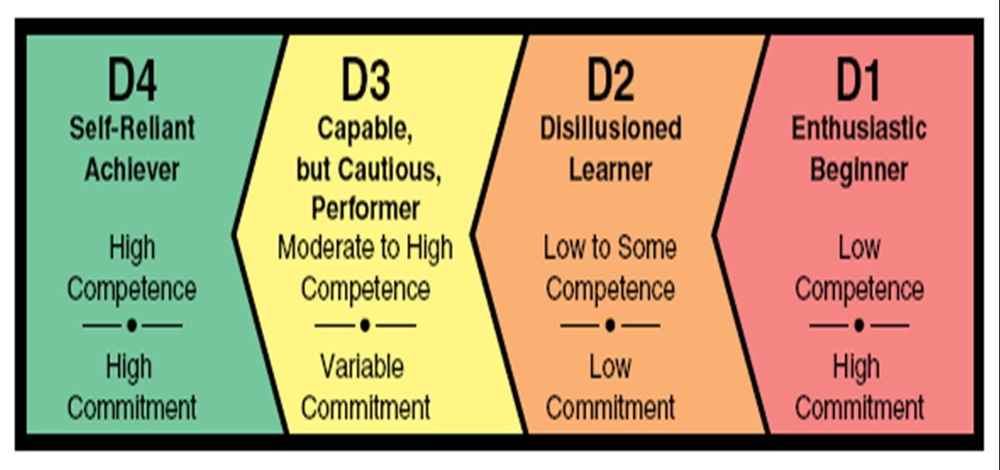 D4
Self-Reliant
Achiever
High
Competence
High
Commitment
D3
Capable,
but Cautious,
Performer
Moderate to High
Competence
Variable
Commitment
D2
Disillusioned
Learner
Low to Some
Competence
Low
Commitment
D1
Enthusiastic
Beginner
Low
Competence
High
Commitment